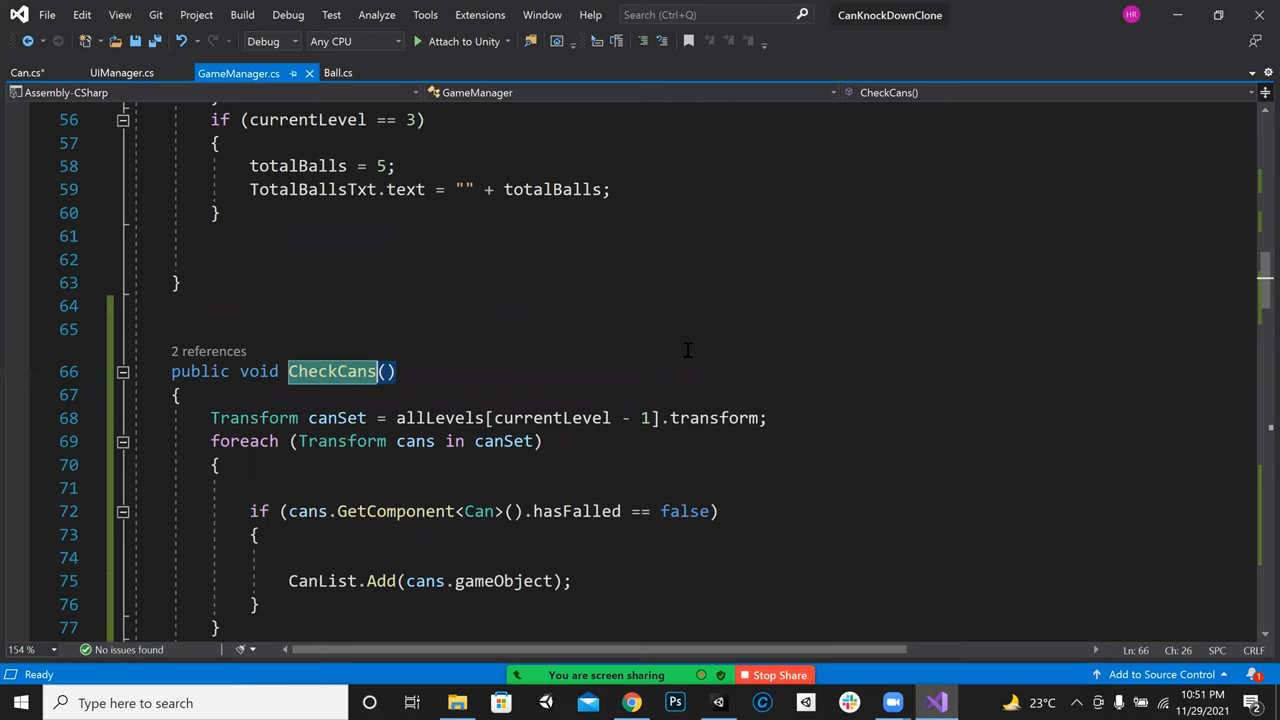 File Edit View Git Project Build Debug Test Analyze Tools Extensions Window Help Search (Ctrl+Q) CanKnockDownClone HR
Debug Any CPU Attach to Unity
Can.cs* UIManager.cs GameManager.cs Ball.cs
Assembly-CSharp GameManager CheckCans()
56 if (currentLevel == 3)
57 {
58 totalBalls = 5;
59 TotalBallsTxt.text = "" + totalBalls;
60 }
61
62
63 }
64
65
2 references
66 public void CheckCans()
67 {
68 Transform canSet = allLevels[currentLevel - 1].transform;
69 foreach (Transform cans in canSet)
70 {
71
72 if (cans.GetComponent<Can>().hasFalled == false)
73 {
74
75 CanList.Add(cans.gameObject);
76 }
77 }
154 % No issues found Ln: 66 Ch: 26 SPC CRLF
Ready You are screen sharing Stop Share Add to Source Control 1
Type here to search Ps 23°C 10:51 PM
11/29/2021